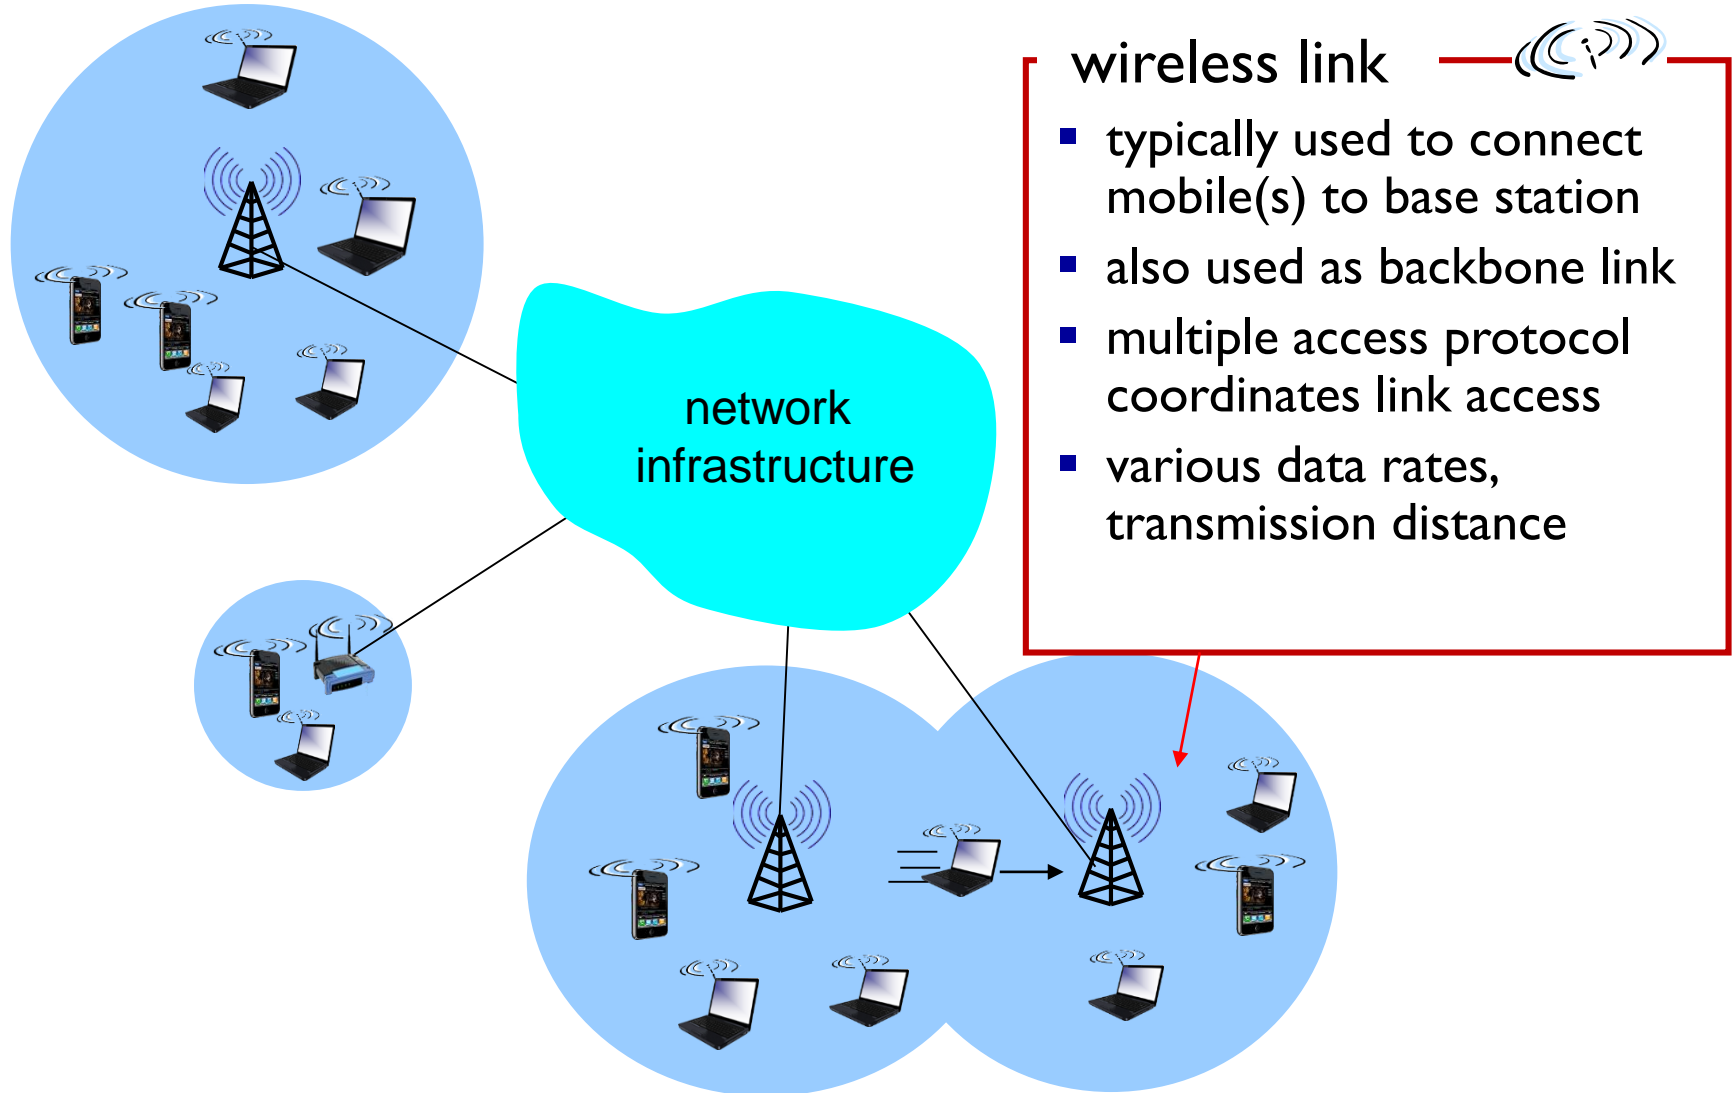 wireless link
▪ typically used to connect
mobile(s) to base station
▪ also used as backbone link
▪ multiple access protocol
coordinates link access
▪ various data rates,
transmission distance
network
infrastructure